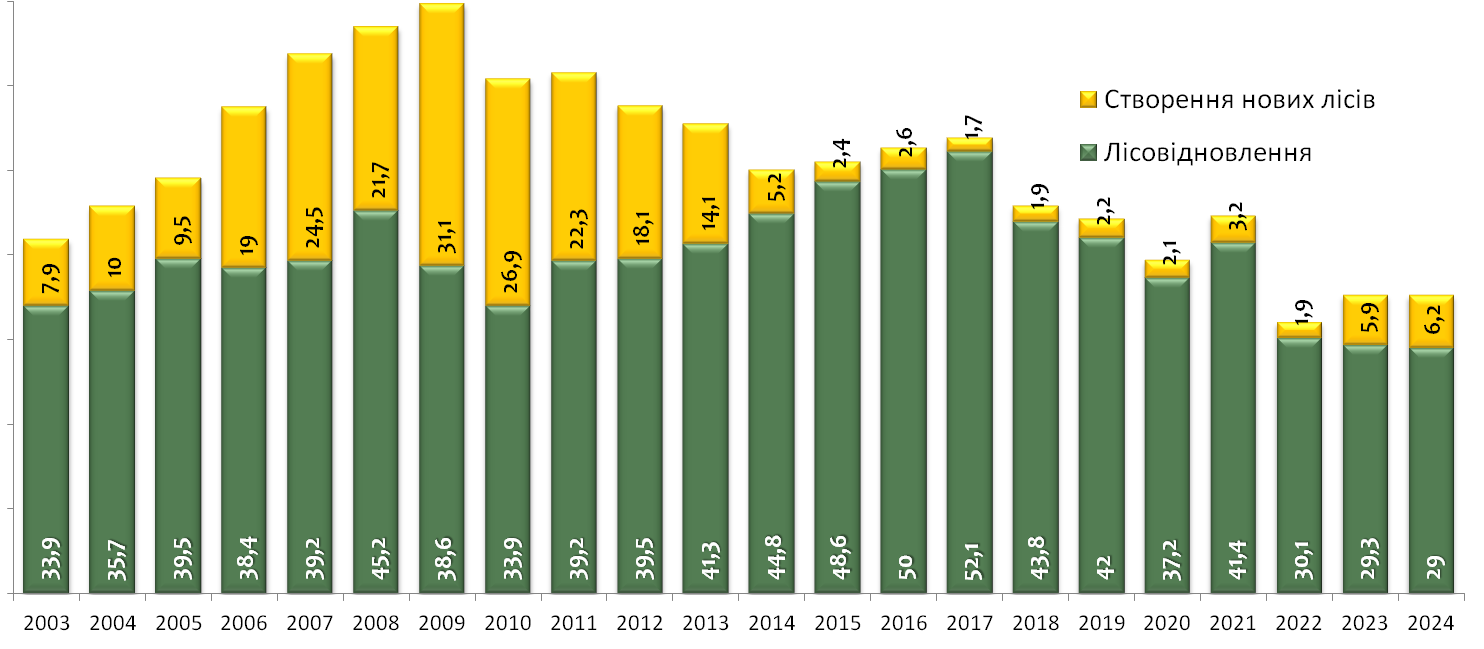 Створення нових лісів
Лісовідновлення
7,9 10 9,5 19 24,5 21,7 31,1 26,9 22,3 18,1 14,1 5,2 2,4 2,6 1,7 1,9 2,2 2,1 3,2 1,9 5,9 6,2
33,9 35,7 39,5 38,4 39,2 45,2 38,6 33,9 39,2 39,5 41,3 44,8 48,6 50 52,1 43,8 42 37,2 41,4 30,1 29,3 29
2003 2004 2005 2006 2007 2008 2009 2010 2011 2012 2013 2014 2015 2016 2017 2018 2019 2020 2021 2022 2023 2024